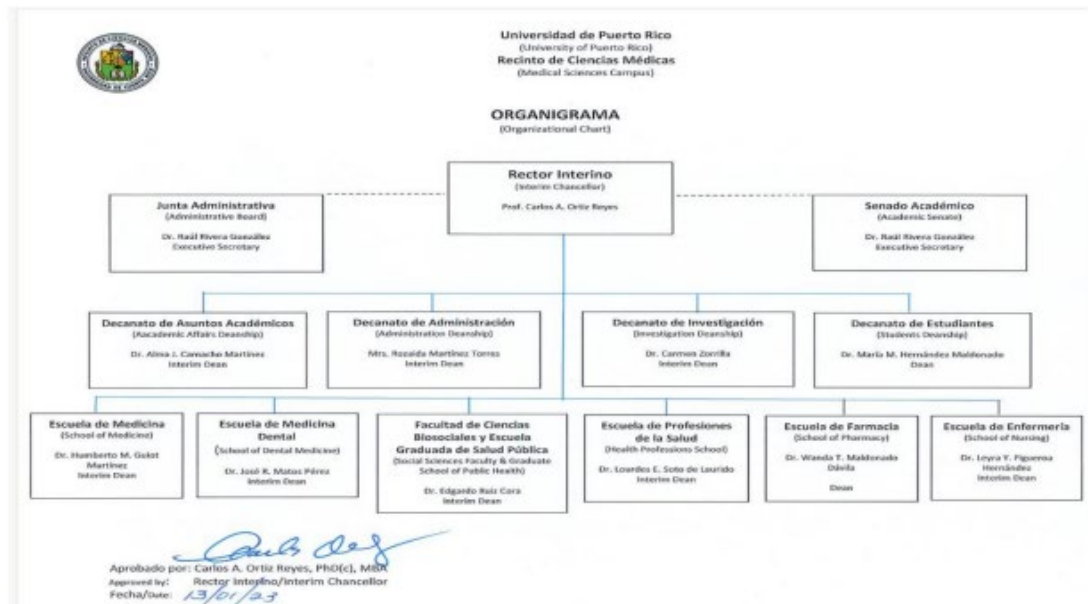 Universidad de Puerto Rico
(University of Puerto Rico)
Recinto de Ciencias Médicas
(Medical Sciences Campus)
ORGANIGRAMA
(Organizational Chart)
Rector Interino
(Interim Chancellor)
Prof. Carlos A. Ortiz Reyes
Junta Administrativa
(Administrative Board)
Dr. Raúl Rivera González
Executive Secretary
Senado Académico
(Academic Senate)
Dr. Raúl Rivera González
Executive Secretary
Decanato de Asuntos Académicos
(Aacademic Affairs Deanship)
Dr. Alma J. Camacho Martínez
Interim Dean
Decanato de Administración
(Administration Deanship)
Mrs. Rozaida Martínez Torres
Interim Dean
Decanato de Investigación
(Investigation Deanship)
Dr. Carmen Zorrilla
Interim Dean
Decanato de Estudiantes
(Students Deanship)
Dr. María M. Hernández Maldonado
Dean
Escuela de Medicina
(School of Medicine)
Dr. Humberto M. Guiot
Martínez
Interim Dean
Escuela de Medicina
Dental
(School of Dental Medicine)
Dr. José R. Matos Pérez
Interim Dean
Facultad de Ciencias
Biosociales y Escuela
Graduada de Salud Pública
(Social Sciences Faculty & Graduate
School of Public Health)
Dr. Edgardo Ruiz Cora
Interim Dean
Escuela de Profesiones
de la Salud
(Health Professions School)
Dr. Lourdes E. Soto de Laurido
Interim Dean
Escuela de Farmacia
(School of Pharmacy)
Dr. Wanda T. Maldonado
Dávila
Dean
Escuela de Enfermería
(School of Nursing)
Dr. Leyra Y. Figueroa
Hernández
Interim Dean
Aprobado por: Carlos A. Ortiz Reyes, PhD(c), MBA
Approved by: Rector Interino/Interim Chancellor
Fecha/Date: 13/01/23